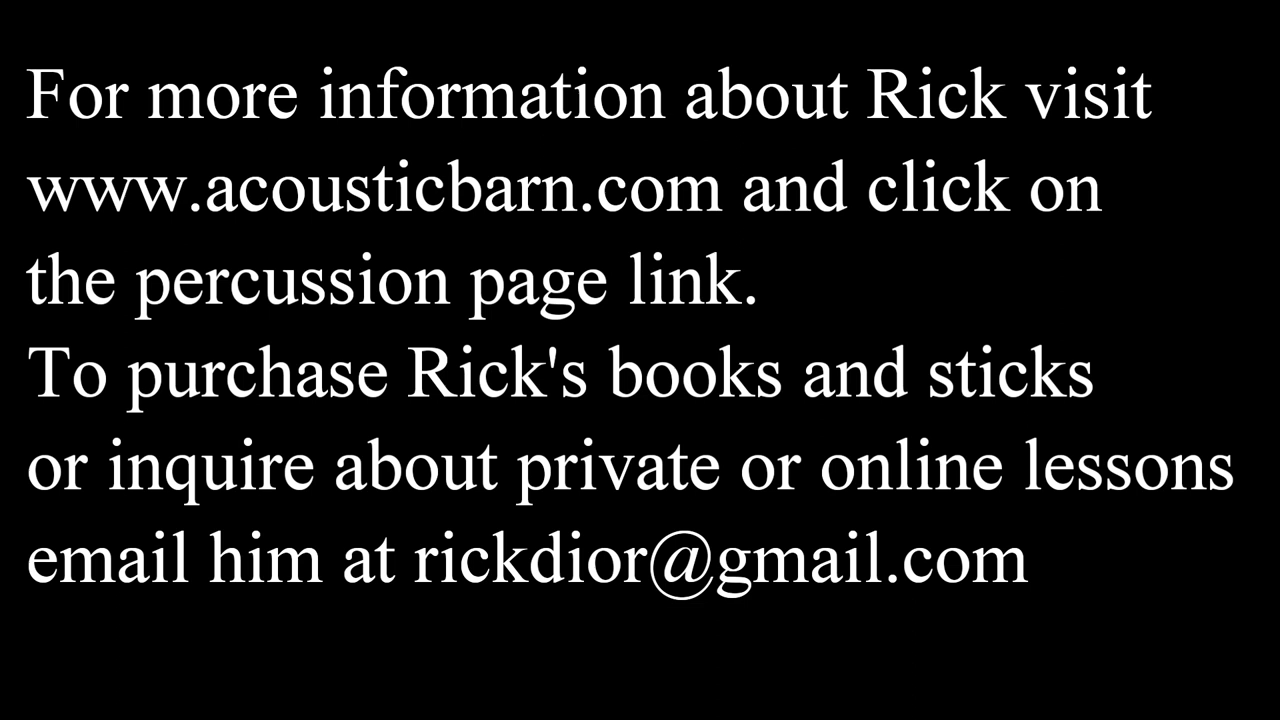 For more information about Rick visit
www.acousticbarn.com and click on
the percussion page link.
To purchase Rick's books and sticks
or inquire about private or online lessons
email him at rickdior@gmail.com